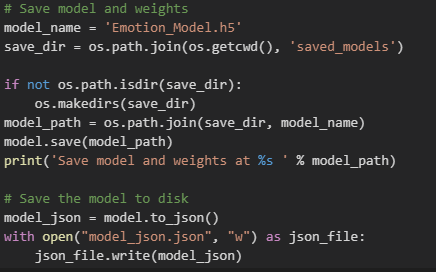 # Save model and weights
model_name = 'Emotion_Model.h5'
save_dir = os.path.join(os.getcwd(), 'saved_models')

if not os.path.isdir(save_dir):
    os.makedirs(save_dir)
model_path = os.path.join(save_dir, model_name)
model.save(model_path)
print('Save model and weights at %s ' % model_path)

# Save the model to disk
model_json = model.to_json()
with open("model_json.json", "w") as json_file:
    json_file.write(model_json)